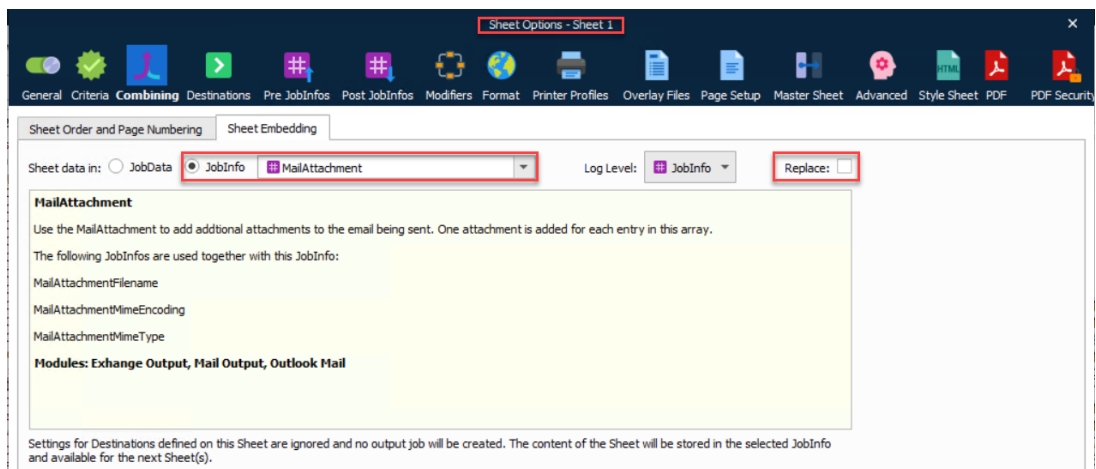 Sheet Options - Sheet 1
General Criteria Combining Destinations Pre JobInfos Post JobInfos Modifiers Format Printer Profiles Overlay Files Page Setup Master Sheet Advanced HTML Style Sheet PDF PDF Security
Sheet Order and Page Numbering Sheet Embedding
Sheet data in: JobData JobInfo MailAttachment Log Level: JobInfo Replace:
MailAttachment
Use the MailAttachment to add addtional attachments to the email being sent. One attachment is added for each entry in this array.
The following JobInfos are used together with this JobInfo:
MailAttachmentFilename
MailAttachmentMimeEncoding
MailAttachmentMimeType
Modules: Exhange Output, Mail Output, Outlook Mail
Settings for Destinations defined on this Sheet are ignored and no output job will be created. The content of the Sheet will be stored in the selected JobInfo
and available for the next Sheet(s).